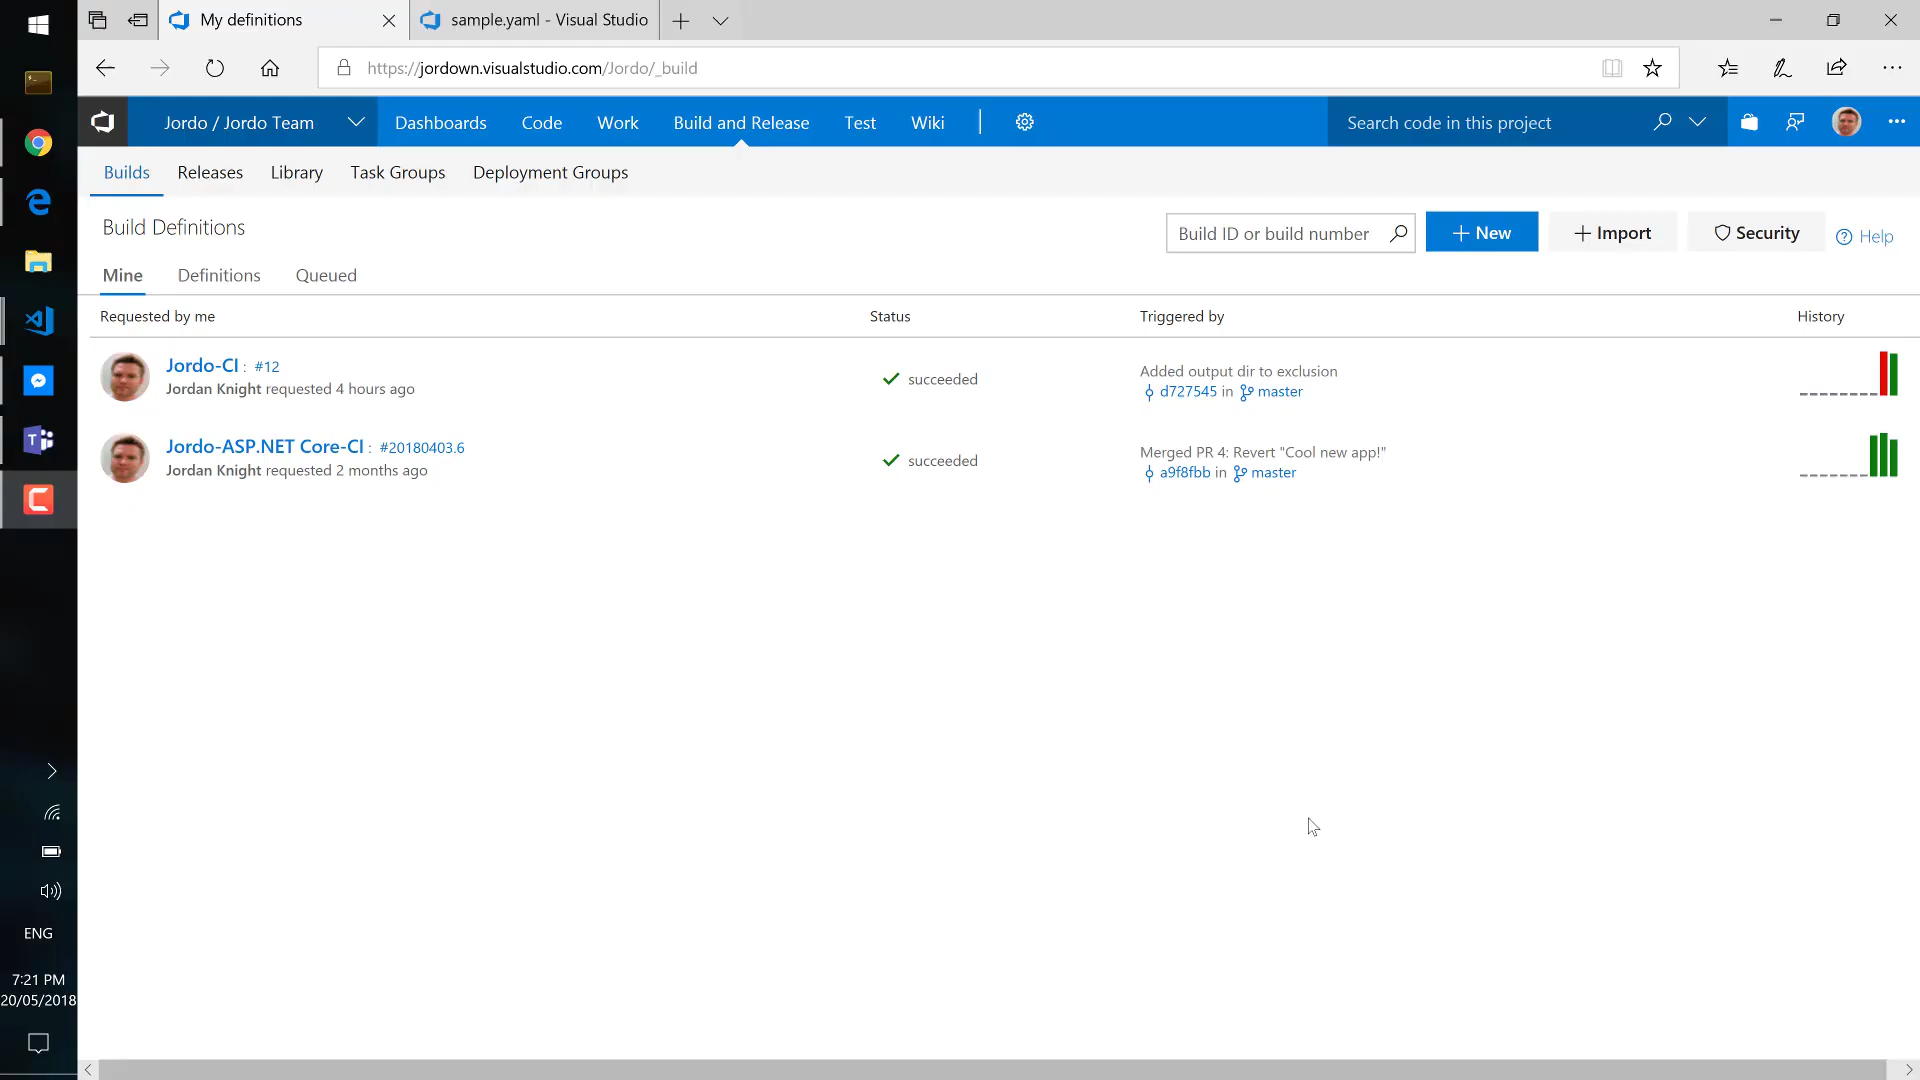 My definitions
sample.yaml - Visual Studio
https://jordown.visualstudio.com/Jordo/_build
Jordo / Jordo Team
Dashboards
Code
Work
Build and Release
Test
Wiki
Search code in this project
Builds
Releases
Library
Task Groups
Deployment Groups
Build Definitions
Build ID or build number
New
Import
Security
Help
Mine
Definitions
Queued
Requested by me
Status
Triggered by
History
Jordo-CI : #12
Jordan Knight requested 4 hours ago
succeeded
Added output dir to exclusion
d727545 in master
Jordo-ASP.NET Core-CI : #20180403.6
Jordan Knight requested 2 months ago
succeeded
Merged PR 4: Revert "Cool new app!"
a9f8fbb in master
ENG
7:21 PM
20/05/2018